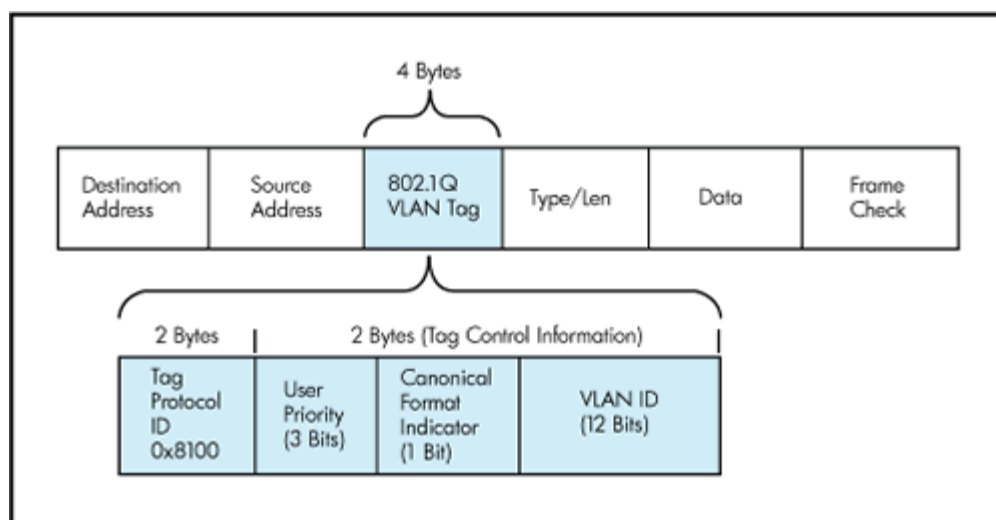 4 Bytes
Destination
Address
Source
Address
802.1Q
VLAN Tag
Type/Len
Data
Frame
Check
2 Bytes
2 Bytes (Tag Control Information)
Tag
Protocol
ID
0x8100
User
Priority
(3 Bits)
Canonical
Format
Indicator
(1 Bit)
VLAN ID
(12 Bits)